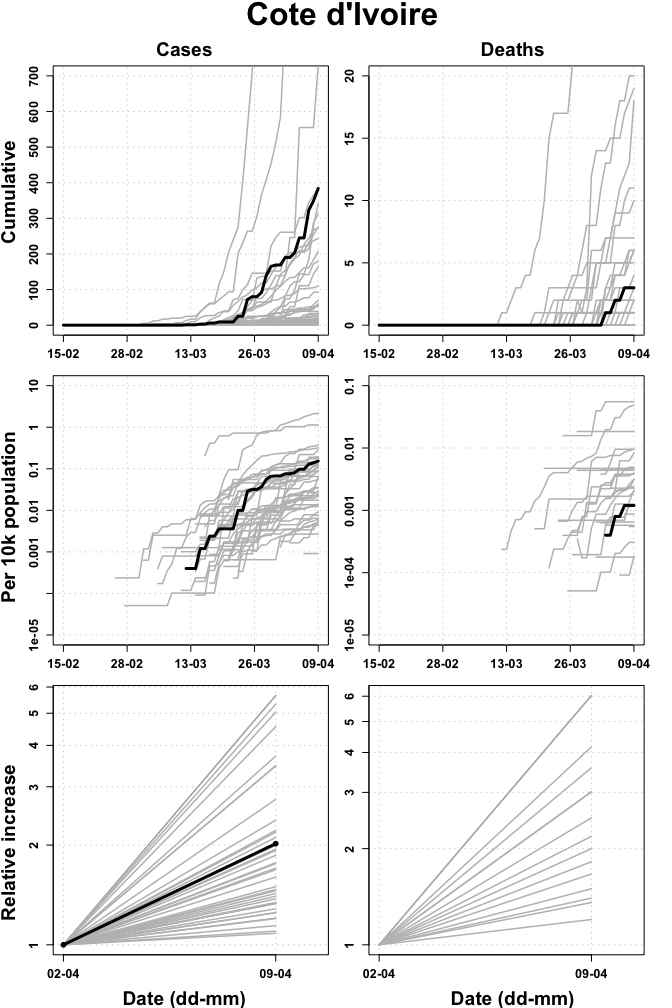 Cote d'Ivoire
Cases
Deaths
Cumulative
700
600
500
400
300
200
100
0
15-02 28-02 13-03 26-03 09-04
20
15
10
5
0
15-02 28-02 13-03 26-03 09-04
Per 10k population
10
1
0.1
0.01
0.001
1e-05
15-02 28-02 13-03 26-03 09-04
0.1
0.01
0.001
1e-04
1e-05
15-02 28-02 13-03 26-03 09-04
Relative increase
6
5
4
3
2
1
02-04 09-04
Date (dd-mm)
6
5
4
3
2
1
02-04 09-04
Date (dd-mm)